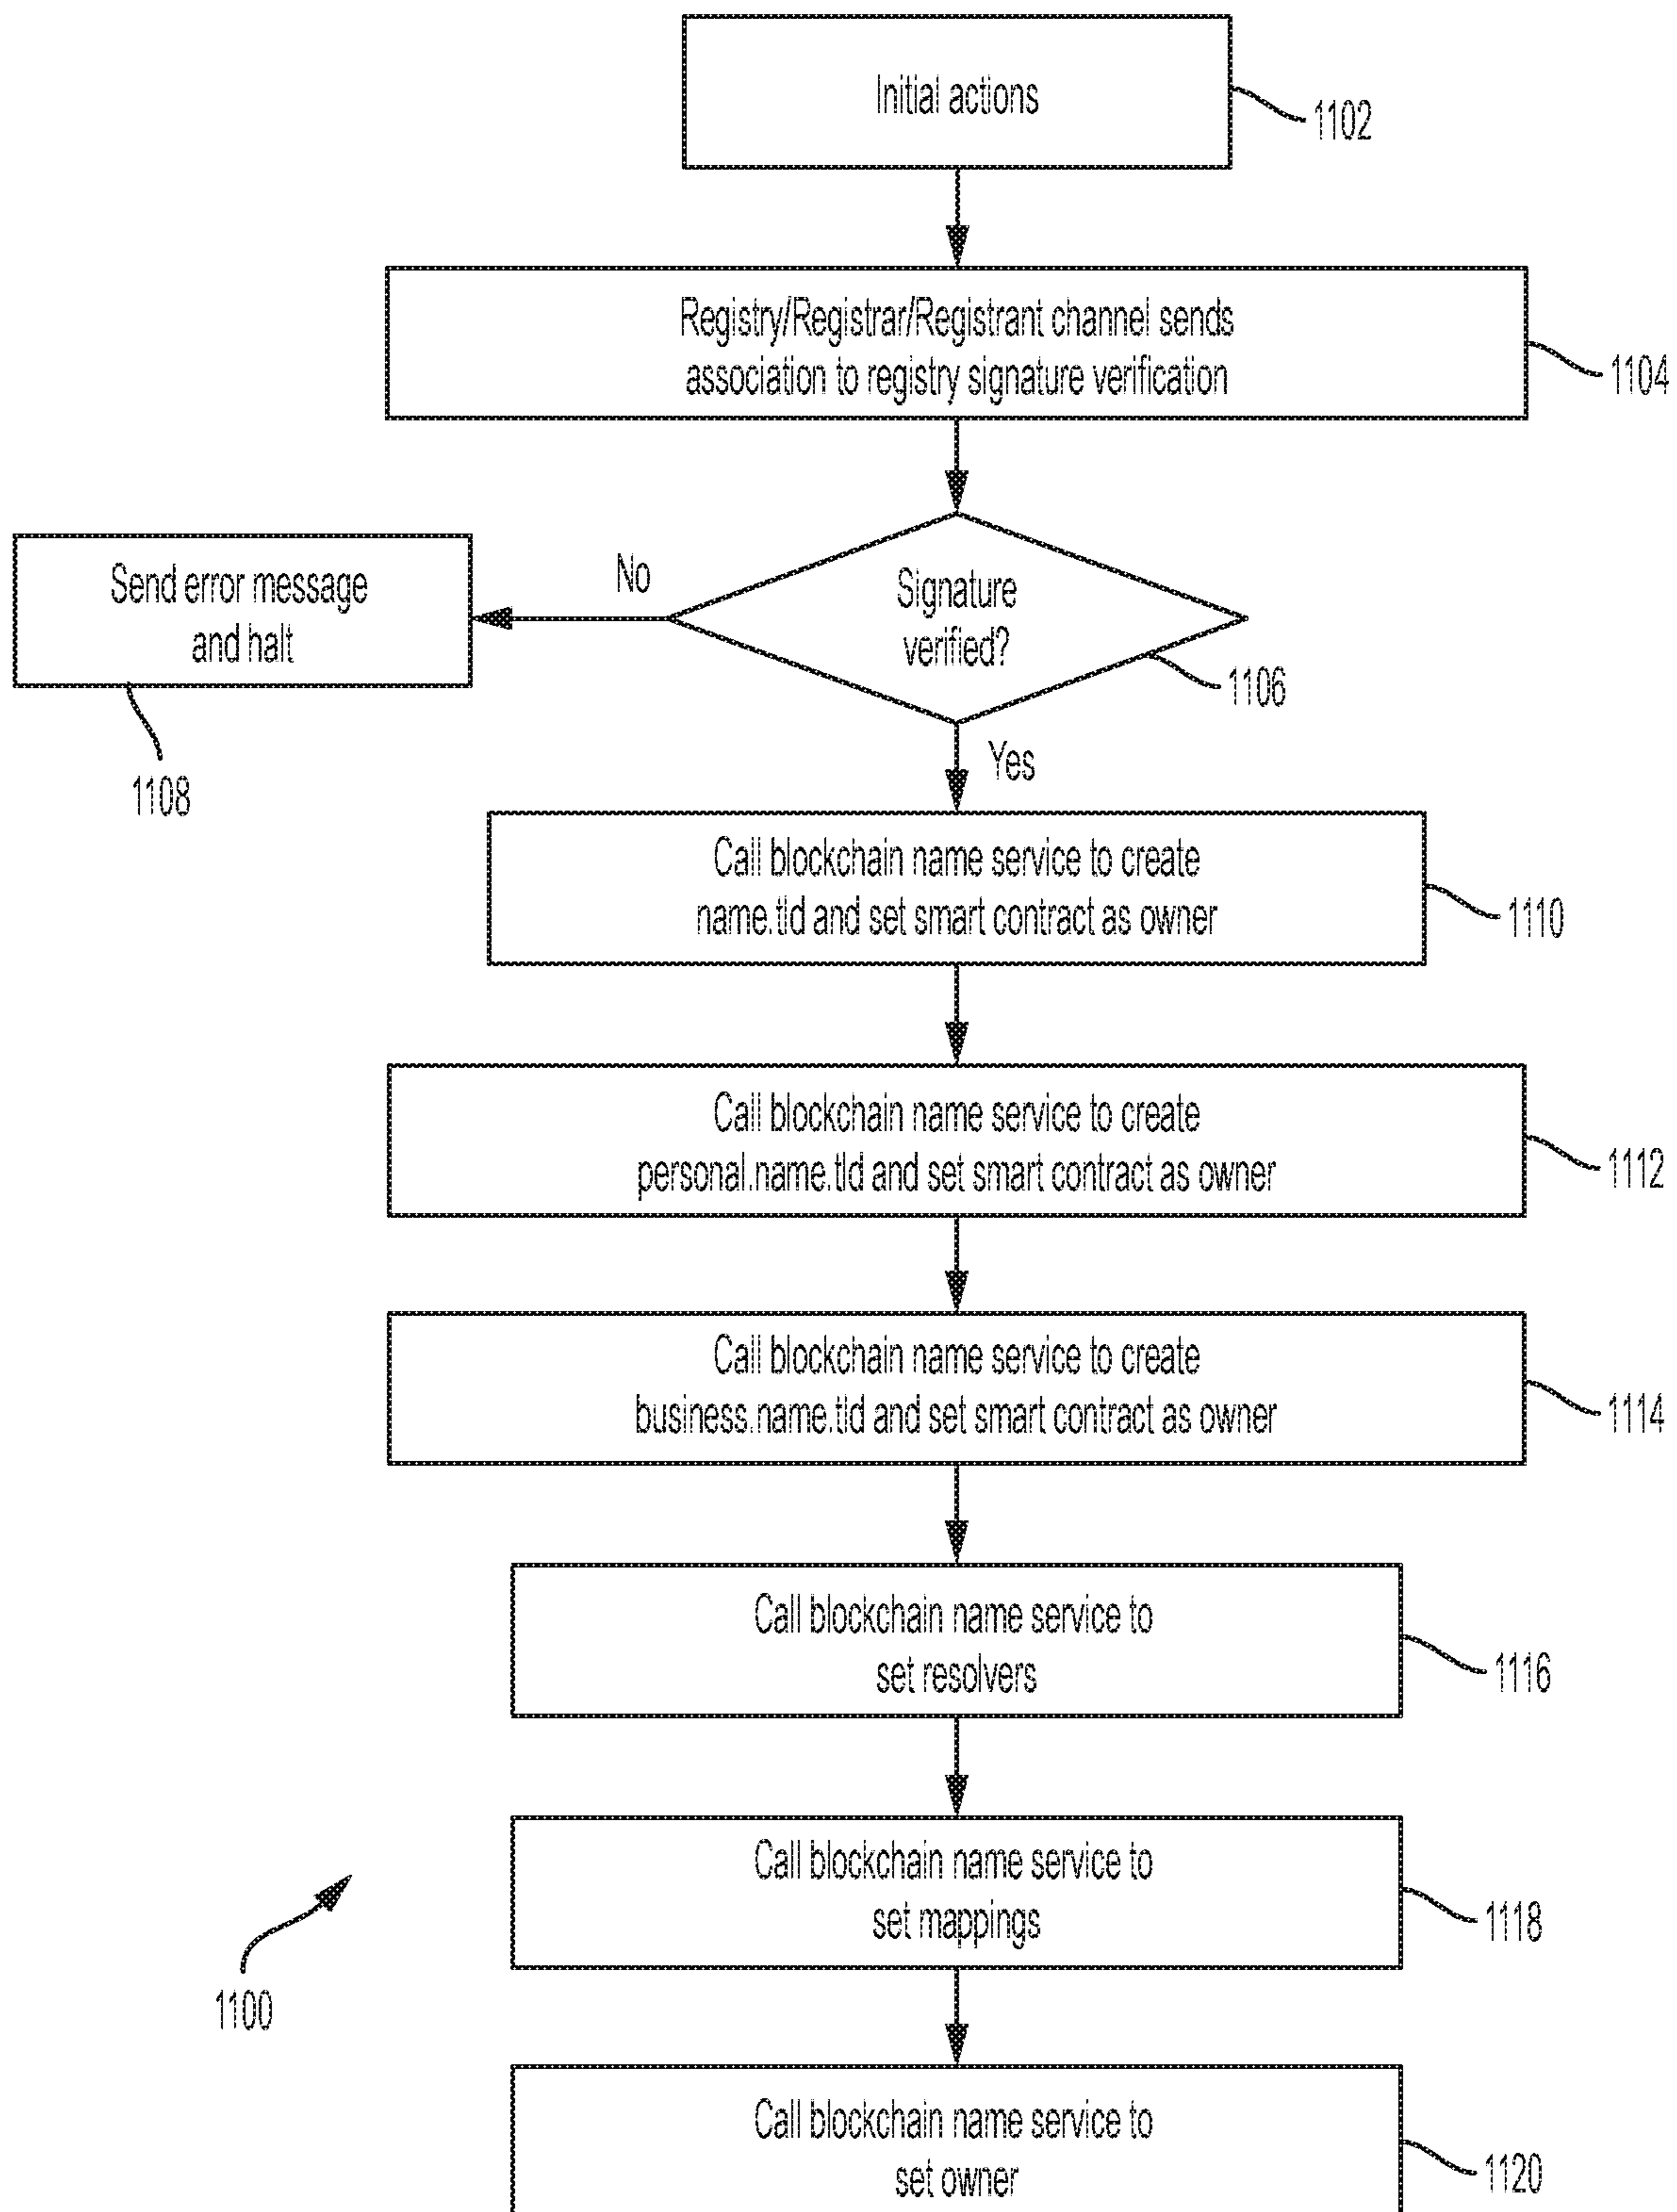 Initial actions
1102
Registry/Registrar/Registrant channel sends
association to registry signature verification
1104
Signature
verified?
1106
No
Send error message
and halt
1108
Yes
Call blockchain name service to create
name.tld and set smart contract as owner
1110
Call blockchain name service to create
personal.name.tld and set smart contract as owner
1112
Call blockchain name service to create
business.name.tld and set smart contract as owner
1114
Call blockchain name service to
set resolvers
1116
Call blockchain name service to
set mappings
1118
1100
Call blockchain name service to
set owner
1120